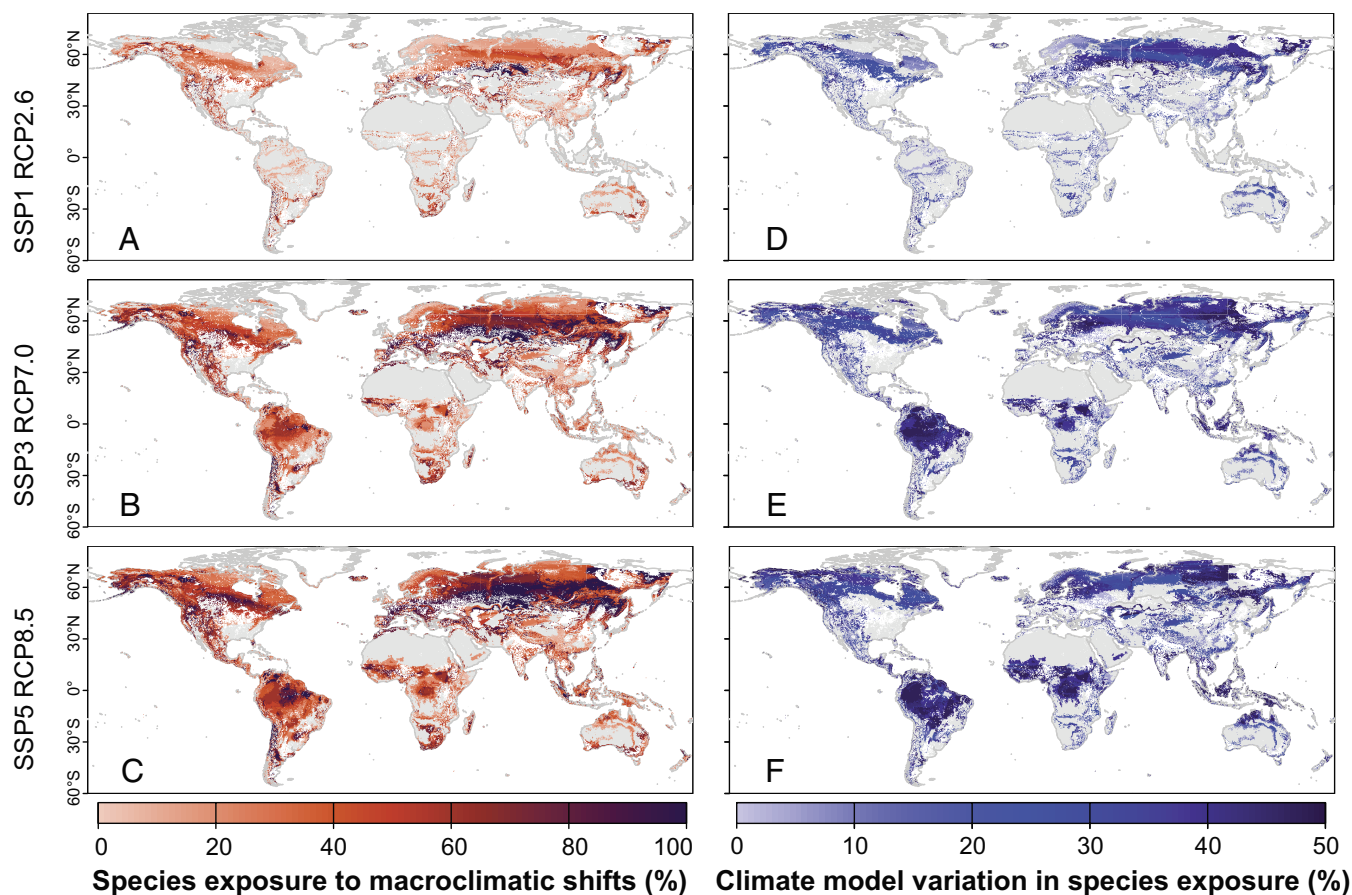 SSP1 RCP2.6
60°N
30°N
0°
30°S
60°S
A
D
SSP3 RCP7.0
60°N
30°N
0°
30°S
60°S
B
E
SSP5 RCP8.5
60°N
30°N
0°
30°S
60°S
C
F
0 20 40 60 80 100
0 10 20 30 40 50
Species exposure to macroclimatic shifts (%)
Climate model variation in species exposure (%)